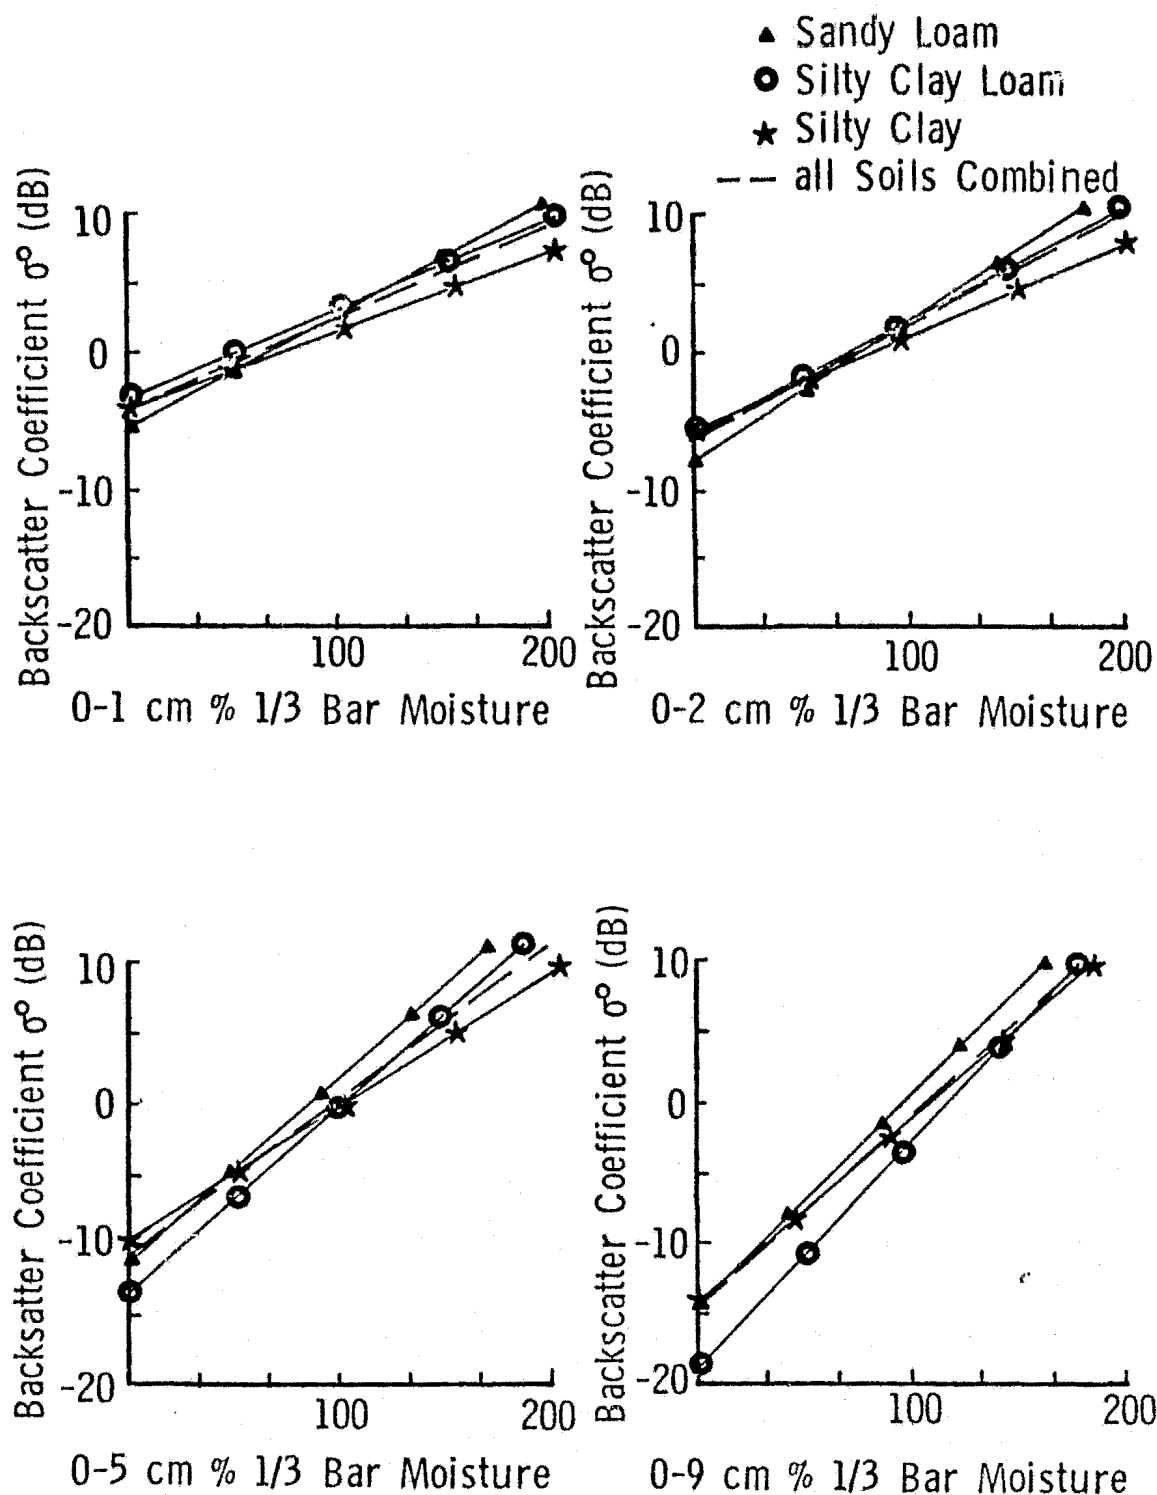 Sandy Loam
Silty Clay Loam
Silty Clay
all Soils Combined
Backscatter Coefficient σ° (dB)
10
0
-10
-20
100
200
0-1 cm % 1/3 Bar Moisture
Backscatter Coefficient σ° (dB)
10
0
-10
-20
100
200
0-2 cm % 1/3 Bar Moisture
Backsatter Coefficient σ° (dB)
10
0
-10
-20
100
200
0-5 cm % 1/3 Bar Moisture
Backscatter Coefficient σ° (dB)
10
0
-10
-20
100
200
0-9 cm % 1/3 Bar Moisture